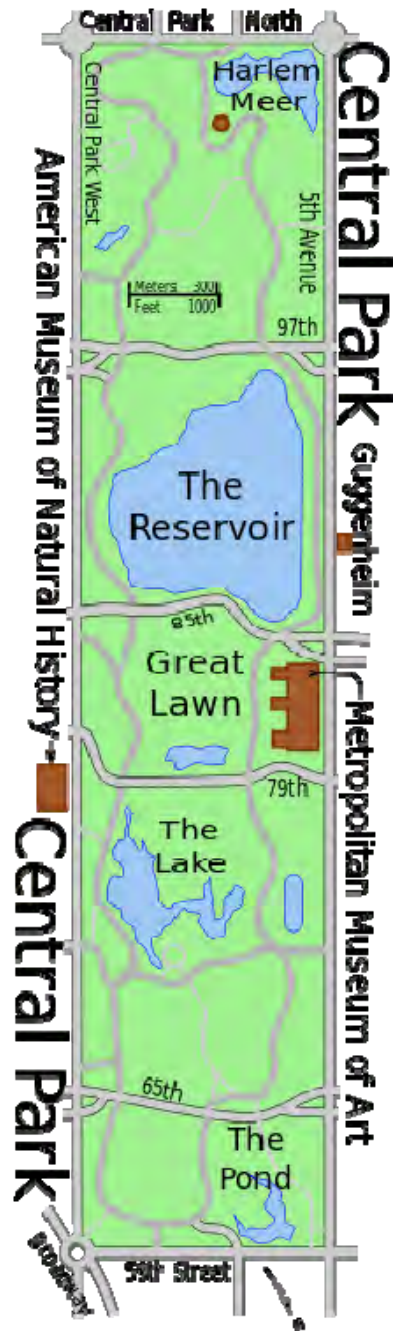 Central Park North
Harlem
Meer
Central Park West
5th Avenue
Central Park
American Museum of Natural History
Meters 300
Feet 1000
97th
Guggenheim
The
Reservoir
85th
Great
Lawn
Metropolitan Museum of Art
79th
The
Lake
Central Park
65th
The
Pond
Broadway
59th Street